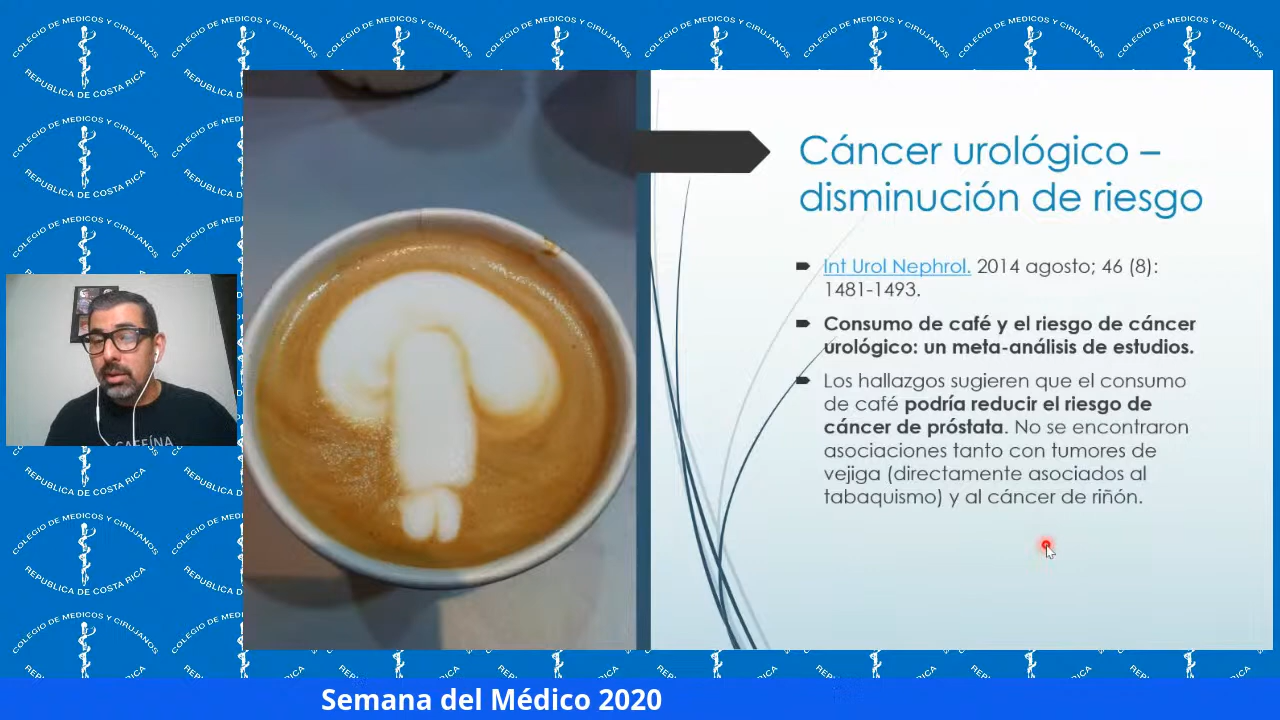 COLEGIO DE MEDICOS Y CIRUJANOS
REPUBLICA DE COSTA RICA
Cáncer urológico –
disminución de riesgo
Int Urol Nephrol. 2014 agosto; 46 (8):
1481-1493.
Consumo de café y el riesgo de cáncer
urológico: un meta-análisis de estudios.
Los hallazgos sugieren que el consumo
de café podría reducir el riesgo de
cáncer de próstata. No se encontraron
asociaciones tanto con tumores de
vejiga (directamente asociados al
tabaquismo) y al cáncer de riñón.
CAFEÍNA
Semana del Médico 2020